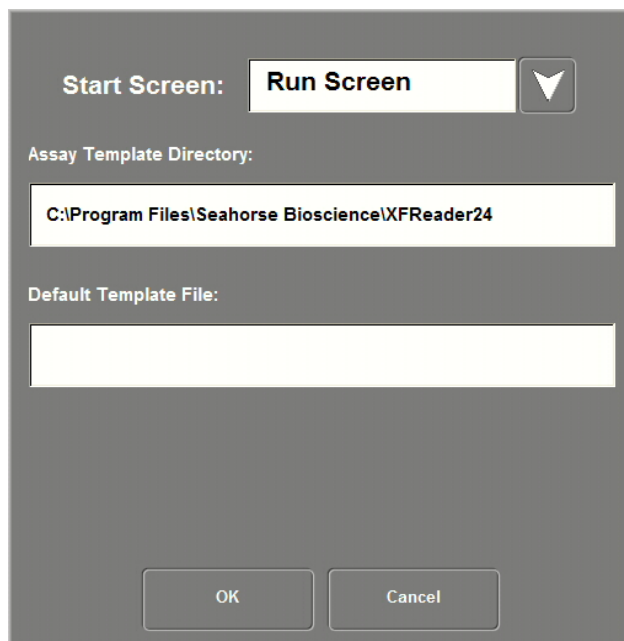 Start Screen: Run Screen
Assay Template Directory:
C:\Program Files\Seahorse Bioscience\XFReader24
Default Template File:
OK Cancel